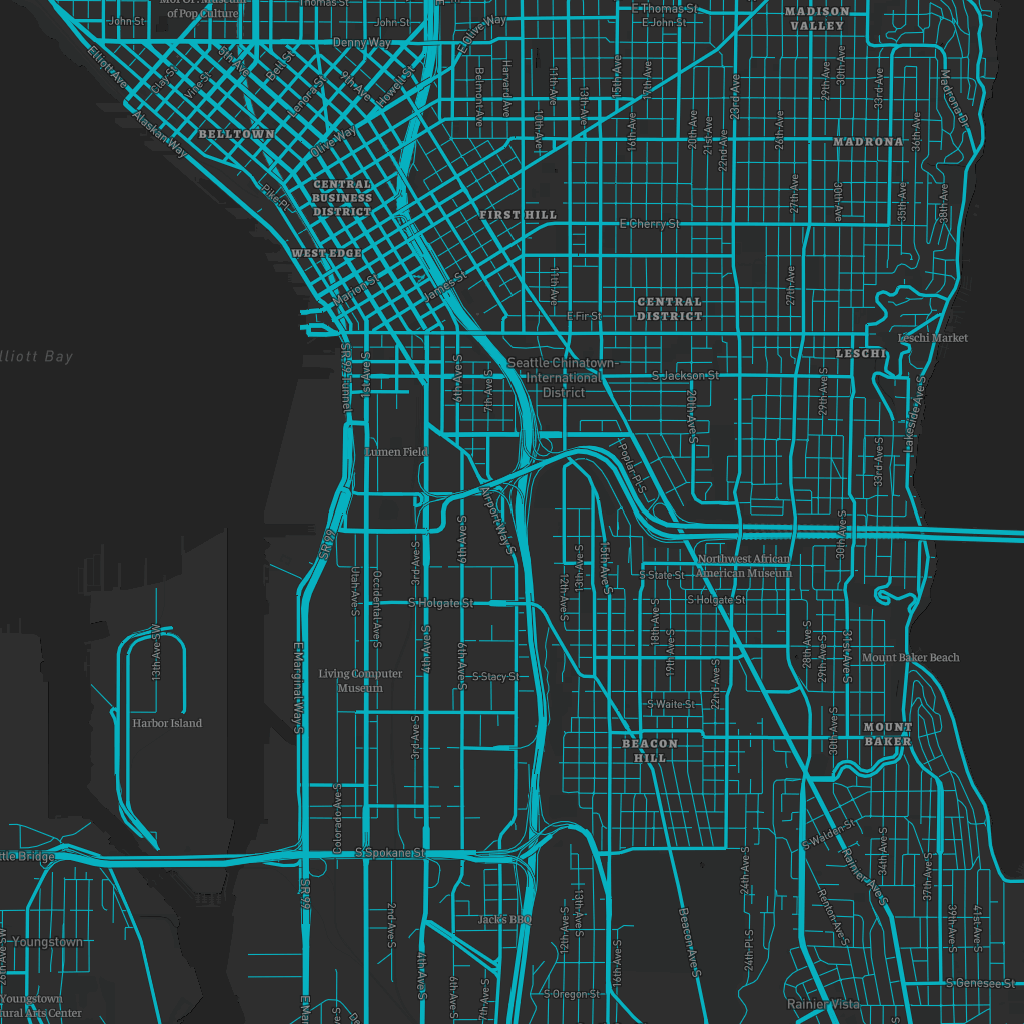 of Pop Culture
Thomas St
E Thomas St
John St
John St
E John St
MADISON
VALLEY
Denny Way
E Olive Way
Elliott Ave
Clay St
Vine St
5th Ave
Bell St
Lenora St
9th Ave
Howell St
Belmont Ave
Harvard Ave
10th Ave
11th Ave
13th Ave
15th Ave
17th Ave
16th Ave
20th Ave
21st Ave
22nd Ave
23rd Ave
26th Ave
29th Ave
30th Ave
33rd Ave
36th Ave
Madrona Dr
Alaskan Way
BELLTOWN
Olive Way
MADRONA
Pike Pl
CENTRAL
BUSINESS
DISTRICT
FIRST HILL
E Cherry St
27th Ave
30th Ave
35th Ave
38th Ave
WEST EDGE
Marion St
James St
11th Ave
27th Ave
CENTRAL
DISTRICT
E Fir St
Leschi Market
LESCHI
lliott Bay
SR 99 Tunnel
1st Ave S
6th Ave S
7th Ave S
Seattle Chinatown-
International
District
S Jackson St
20th Ave S
29th Ave S
33rd Ave S
Lakeside Ave S
Lumen Field
Poplar Pl S
Airport Way S
SR 99
3rd Ave S
6th Ave S
12th Ave S
13th Ave S
15th Ave S
30th Ave S
Northwest African
American Museum
S State St
S Holgate St
S Holgate St
Utah Ave S
Occidental Ave S
4th Ave S
6th Ave S
18th Ave S
19th Ave S
22nd Ave S
28th Ave S
29th Ave S
31st Ave S
Mount Baker Beach
13th Ave SW
E Marginal Way S
Living Computer
Museum
S Stacy St
S Waite St
Harbor Island
3rd Ave S
BEACON
HILL
30th Ave S
MOUNT
BAKER
Colorado Ave S
S Spokane St
ttle Bridge
S Walden St
Rainier Ave S
24th Ave S
34th Ave S
37th Ave S
39th Ave S
41st Ave S
SR 99
2nd Ave S
Jack's BBQ
12th Ave S
13th Ave S
16th Ave S
Beacon Ave S
24th Pl S
Renton Ave S
Youngstown
26th Ave SW
4th Ave S
6th Ave S
7th Ave S
S Oregon St
S Genesee St
Youngstown
ural Arts Center
E Mar
Rainier Vista